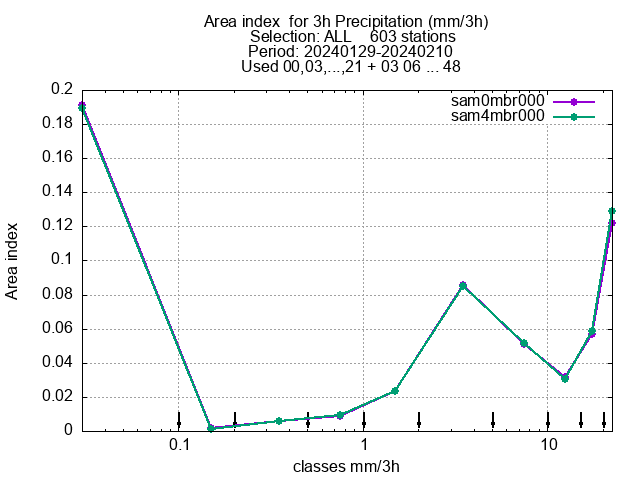 Area index  for 3h Precipitation (mm/3h)
Selection: ALL    603 stations
Period: 20240129-20240210
Used 00,03,...,21 + 03 06 ... 48
sam0mbr000
sam4mbr000
0.2
0.18
0.16
0.14
0.12
0.1
0.08
0.06
0.04
0.02
0
Area index
0.1 1 10
classes mm/3h